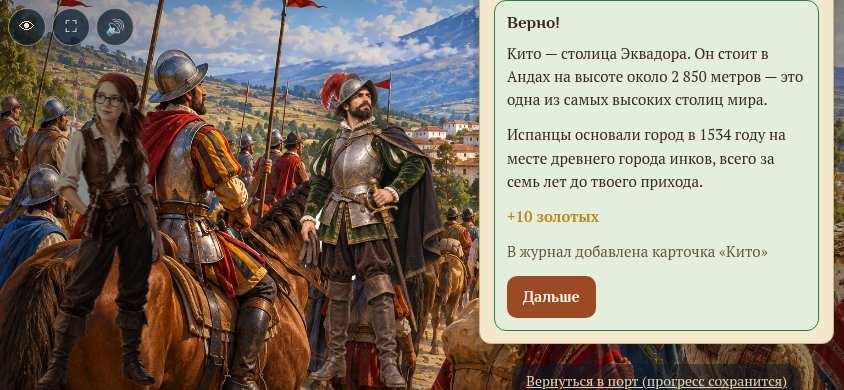 Верно!
Кито — столица Эквадора. Он стоит в
Андах на высоте около 2 850 метров — это
одна из самых высоких столиц мира.
Испанцы основали город в 1534 году на
месте древнего города инков, всего за
семь лет до твоего прихода.
+10 золотых
В журнал добавлена карточка «Кито»
Дальше
Вернуться в порт (прогресс сохранится)